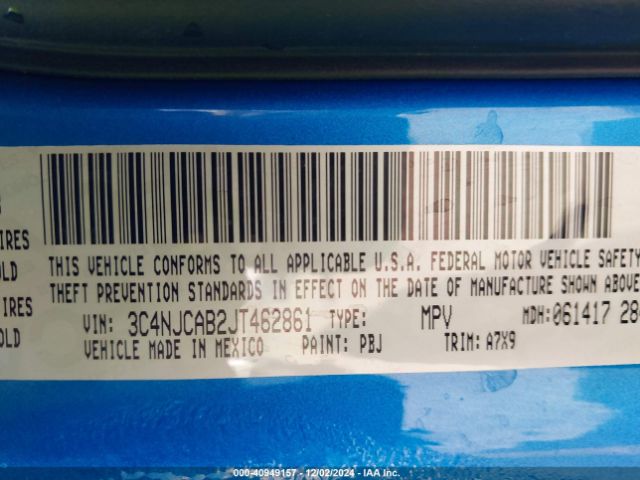 IRES
OLD
IRES
OLD
THIS VEHICLE CONFORMS TO ALL APPLICABLE U.S.A. FEDERAL MOTOR VEHICLE SAFETY
THEFT PREVENTION STANDARDS IN EFFECT ON THE DATE OF MANUFACTURE SHOWN ABOVE
VIN: 3C4NJCAB2JT462861 TYPE: MPV MDH:061417 284
VEHICLE MADE IN MEXICO PAINT: PBJ TRIM: A7X9
00-40949157 - 12/02/2024 - IAA Inc.